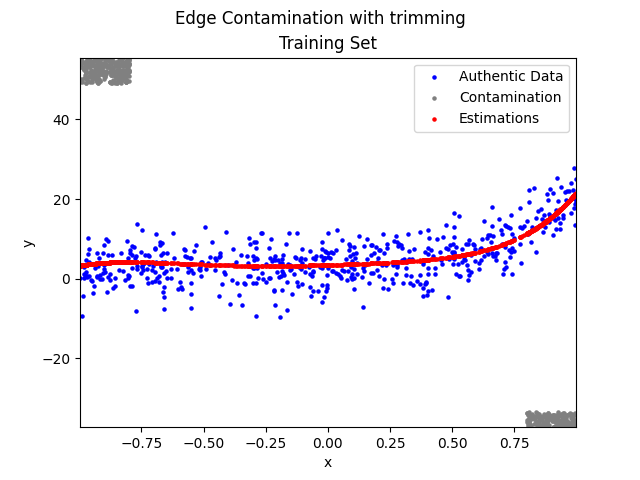 Edge Contamination with trimming
Training Set
Authentic Data
Contamination
Estimations
40
20
0
−20
y
−0.75
−0.50
−0.25
0.00
0.25
0.50
0.75
x